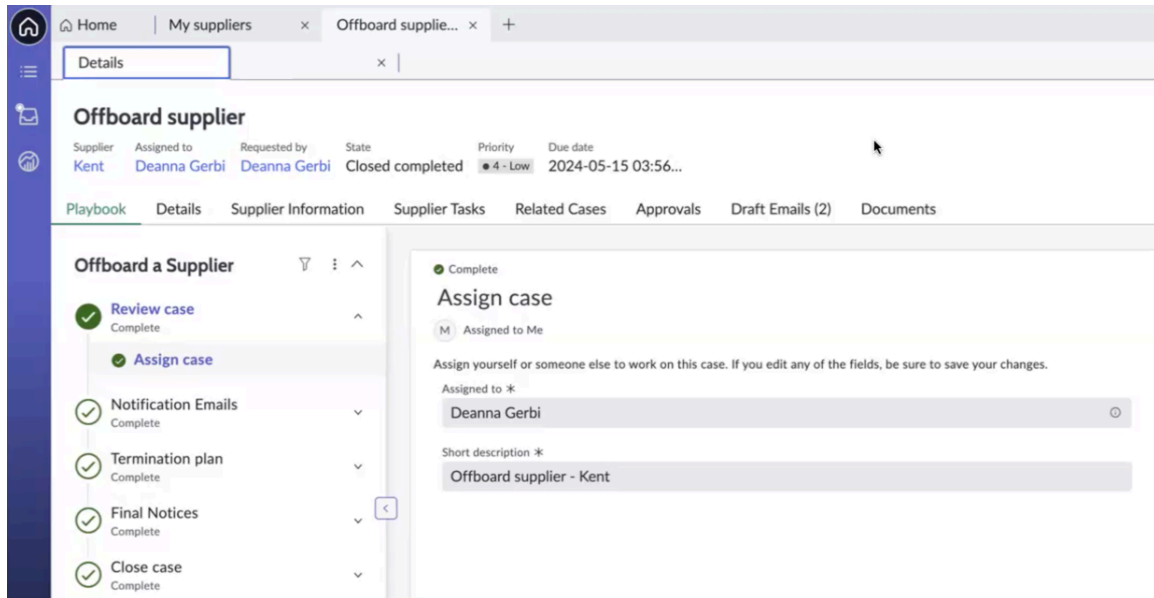 Home My suppliers × Offboard supplie... × +
Details ×
Offboard supplier
Supplier Assigned to Requested by State Priority Due date
Kent Deanna Gerbi Deanna Gerbi Closed completed 4 - Low 2024-05-15 03:56...
Playbook Details Supplier Information Supplier Tasks Related Cases Approvals Draft Emails (2) Documents
Offboard a Supplier
Review case
Complete
Assign case
Notification Emails
Complete
Termination plan
Complete
Final Notices
Complete
Close case
Complete
Complete
Assign case
M Assigned to Me
Assign yourself or someone else to work on this case. If you edit any of the fields, be sure to save your changes.
Assigned to *
Deanna Gerbi
Short description *
Offboard supplier - Kent